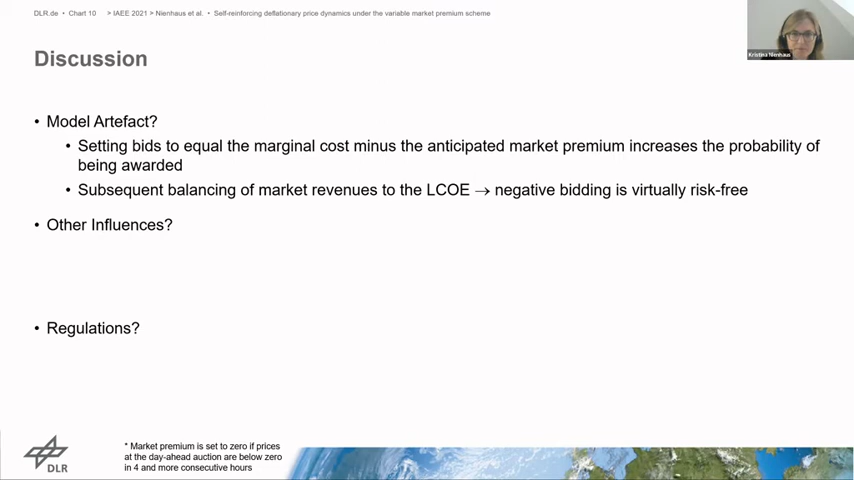 DLR.de • Chart 10 > IAEE 2021 > Nienhaus et al. • Self-reinforcing deflationary price dynamics under the variable market premium scheme
Kristina Nienhaus
Discussion
• Model Artefact?
• Setting bids to equal the marginal cost minus the anticipated market premium increases the probability of
being awarded
• Subsequent balancing of market revenues to the LCOE → negative bidding is virtually risk-free
• Other Influences?
• Regulations?
* Market premium is set to zero if prices
at the day-ahead auction are below zero
in 4 and more consecutive hours
DLR